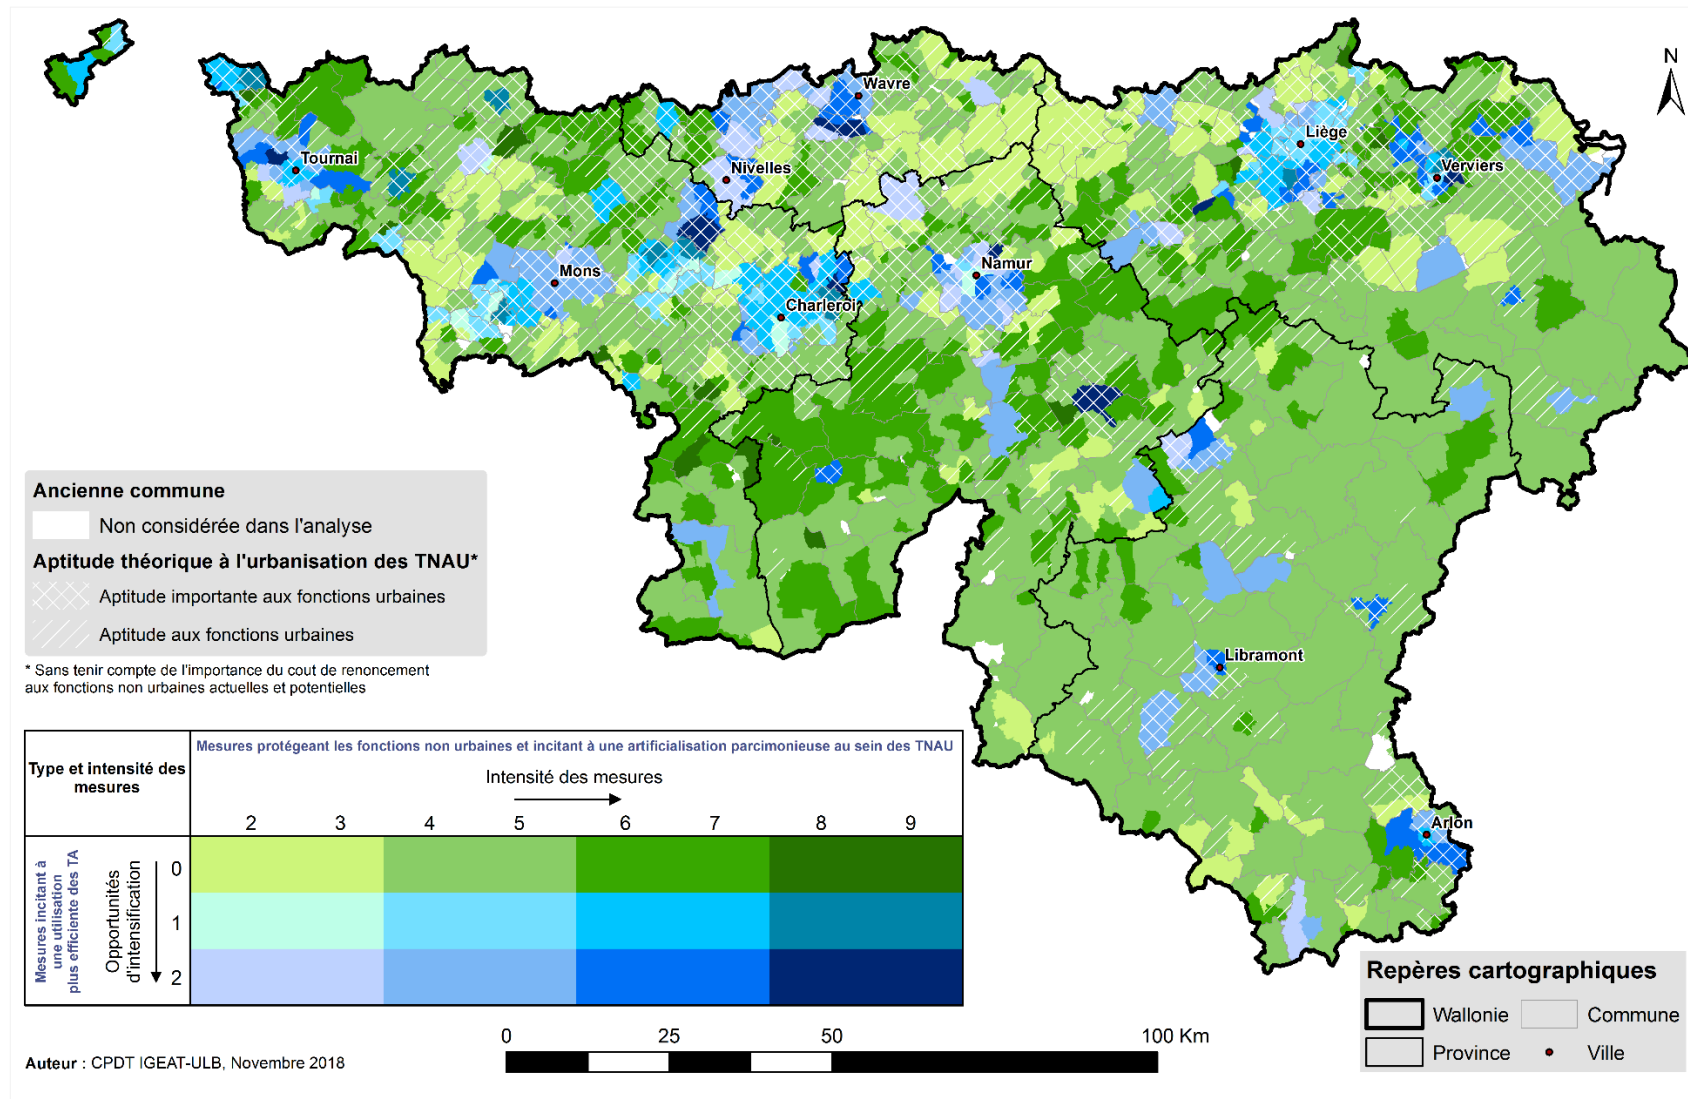 N
Wavre
Liège
Tournai
Nivelles
Verviers
Mons
Namur
Charleroi
Libramont
Arlon
Ancienne commune
Non considérée dans l'analyse
Aptitude théorique à l'urbanisation des TNAU*
Aptitude importante aux fonctions urbaines
Aptitude aux fonctions urbaines
* Sans tenir compte de l'importance du cout de renoncement
aux fonctions non urbaines actuelles et potentielles
Type et intensité des
mesures
Mesures protégeant les fonctions non urbaines et incitant à une artificialisation parcimonieuse au sein des TNAU
Intensité des mesures
2 3 4 5 6 7 8 9
Mesures incitant à
une utilisation
plus efficiente des TA
Opportunités
d'intensification
0
1
2
Repères cartographiques
Wallonie
Commune
Province
Ville
0 25 50 100 Km
Auteur : CPDT IGEAT-ULB, Novembre 2018